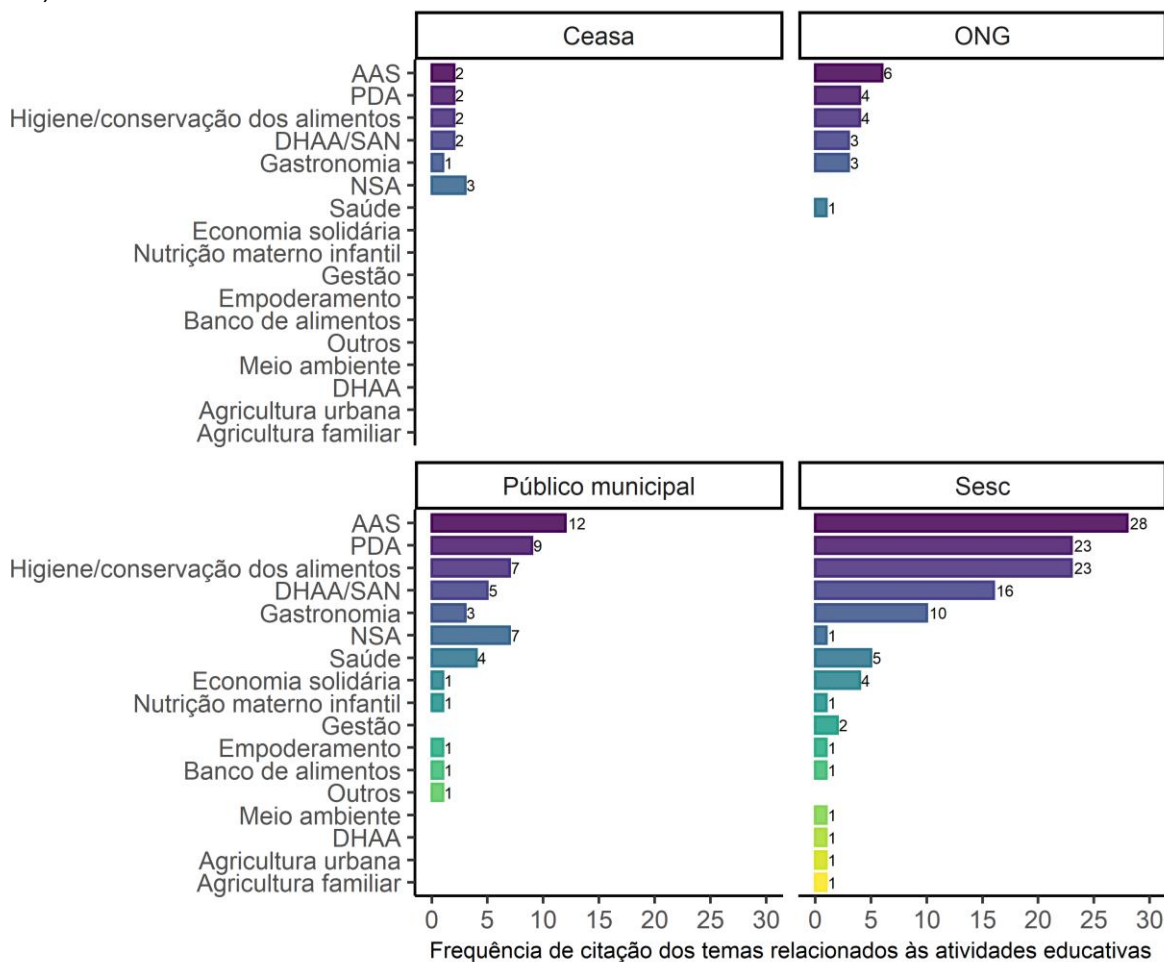 Ceasa ONG
AAS 2 6
PDA 2 4
Higiene/conservação dos alimentos 2 4
DHAA/SAN 2 3
Gastronomia 1 3
NSA 3
Saúde 1
Economia solidária
Nutrição materno infantil
Gestão
Empoderamento
Banco de alimentos
Outros
Meio ambiente
DHAA
Agricultura urbana
Agricultura familiar
Público municipal Sesc
AAS 12 28
PDA 9 23
Higiene/conservação dos alimentos 7 23
DHAA/SAN 5 16
Gastronomia 3 10
NSA 7 1
Saúde 4 5
Economia solidária 1 4
Nutrição materno infantil 1 1
Gestão 2
Empoderamento 1 1
Banco de alimentos 1 1
Outros 1
Meio ambiente 1
DHAA 1
Agricultura urbana 1
Agricultura familiar 1
0 5 10 15 20 25 30 0 5 10 15 20 25 30
Frequência de citação dos temas relacionados às atividades educativas